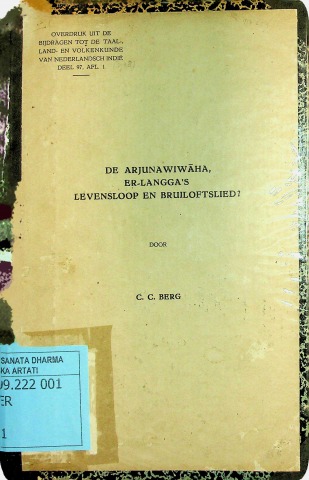 OVERDRUK UIT DE
BIJDRAGEN TOT DE TAAL-,
LAND- EN VOLKENKUNDE
VAN NEDERLANDSCH INDIË
DEEL 97, AFL. 1.
DE ARJUNAWIWĀHA,
ER-LANGGA'S
LEVENSLOOP EN BRUILOFTSLIED?
DOOR
C. C. BERG
SANATA DHARMA
KA ARTATI
09.222 001
ER
1